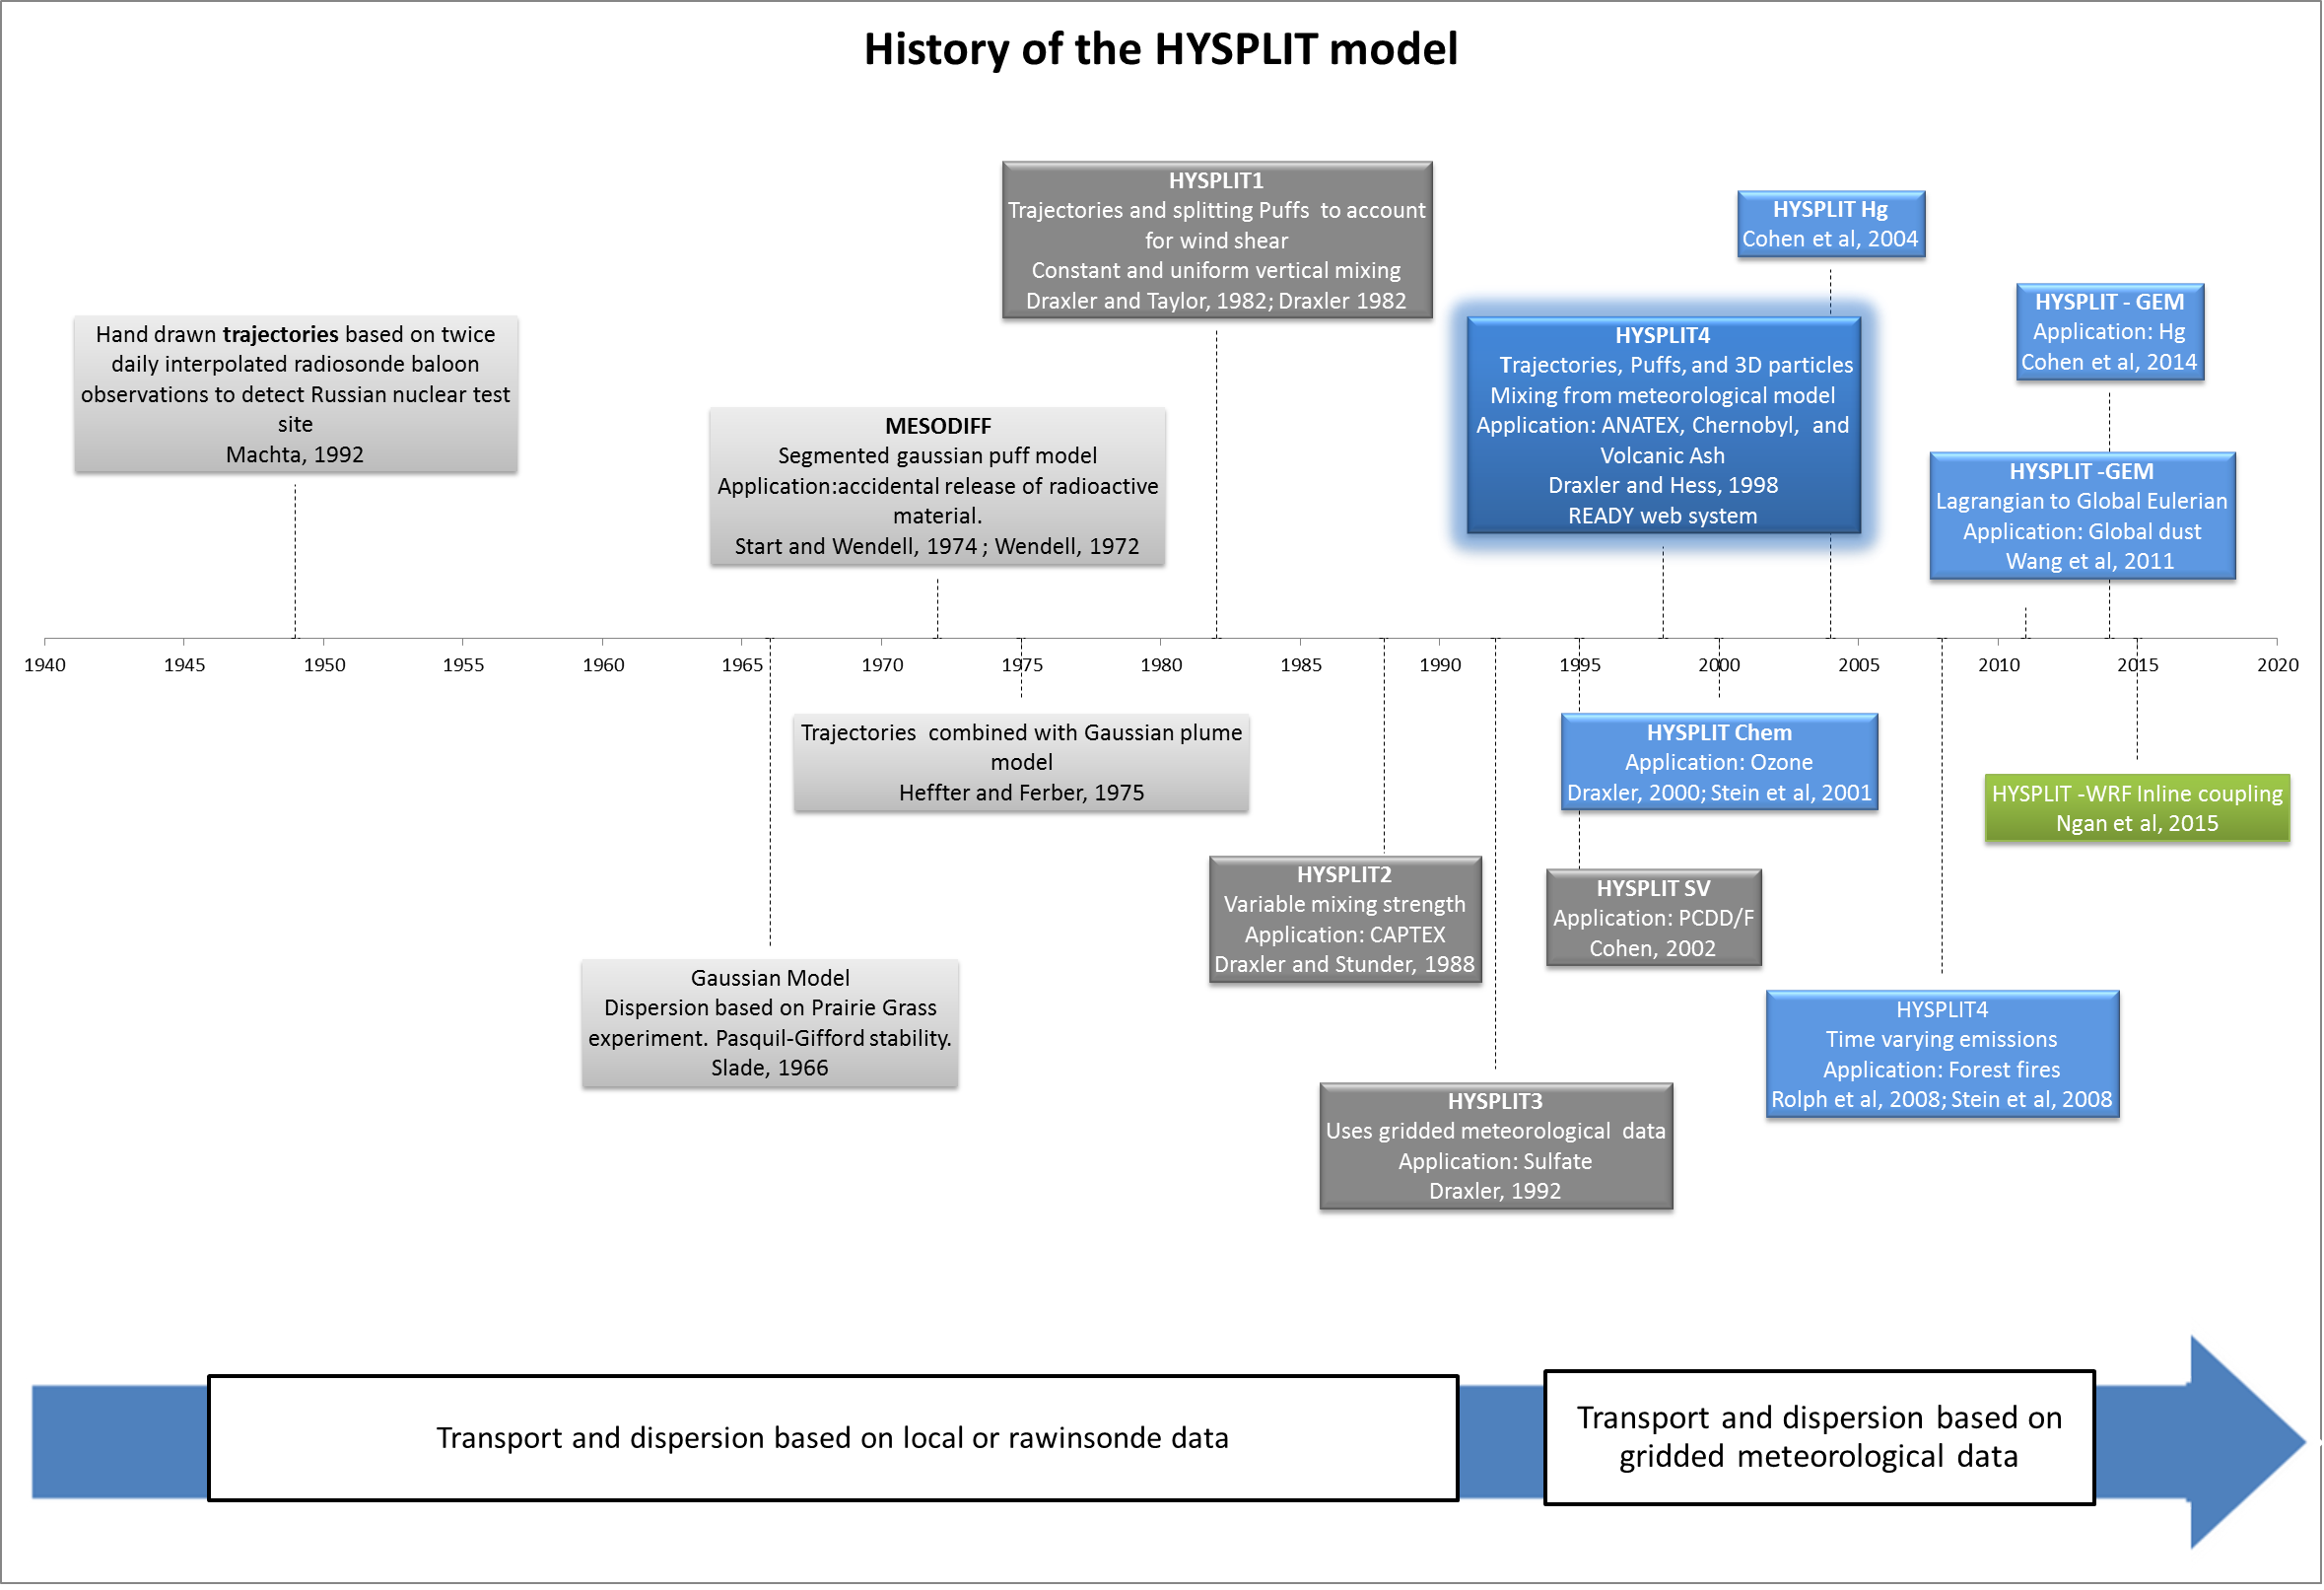 History of the HYSPLIT model
HYSPLIT1
Trajectories and splitting Puffs to account
for wind shear
Constant and uniform vertical mixing
Draxler and Taylor, 1982; Draxler 1982
HYSPLIT Hg
Cohen et al, 2004
HYSPLIT - GEM
Application: Hg
Cohen et al, 2014
Hand drawn trajectories based on twice
daily interpolated radiosonde baloon
observations to detect Russian nuclear test
site
Machta, 1992
HYSPLIT4
Trajectories, Puffs, and 3D particles
Mixing from meteorological model
Application: ANATEX, Chernobyl, and
Volcanic Ash
Draxler and Hess, 1998
READY web system
MESODIFF
Segmented gaussian puff model
Application:accidental release of radioactive
material.
Start and Wendell, 1974 ; Wendell, 1972
HYSPLIT -GEM
Lagrangian to Global Eulerian
Application: Global dust
Wang et al, 2011
1940 1945 1950 1955 1960 1965 1970 1975 1980 1985 1990 1995 2000 2005 2010 2015 2020
Trajectories combined with Gaussian plume
model
Heffter and Ferber, 1975
HYSPLIT Chem
Application: Ozone
Draxler, 2000; Stein et al, 2001
HYSPLIT -WRF Inline coupling
Ngan et al, 2015
HYSPLIT2
Variable mixing strength
Application: CAPTEX
Draxler and Stunder, 1988
HYSPLIT SV
Application: PCDD/F
Cohen, 2002
Gaussian Model
Dispersion based on Prairie Grass
experiment. Pasquil-Gifford stability.
Slade, 1966
HYSPLIT4
Time varying emissions
Application: Forest fires
Rolph et al, 2008; Stein et al, 2008
HYSPLIT3
Uses gridded meteorological data
Application: Sulfate
Draxler, 1992
Transport and dispersion based on local or rawinsonde data
Transport and dispersion based on
gridded meteorological data